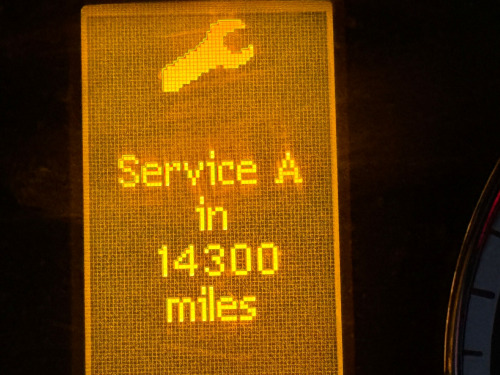 Service A
in
14300
miles